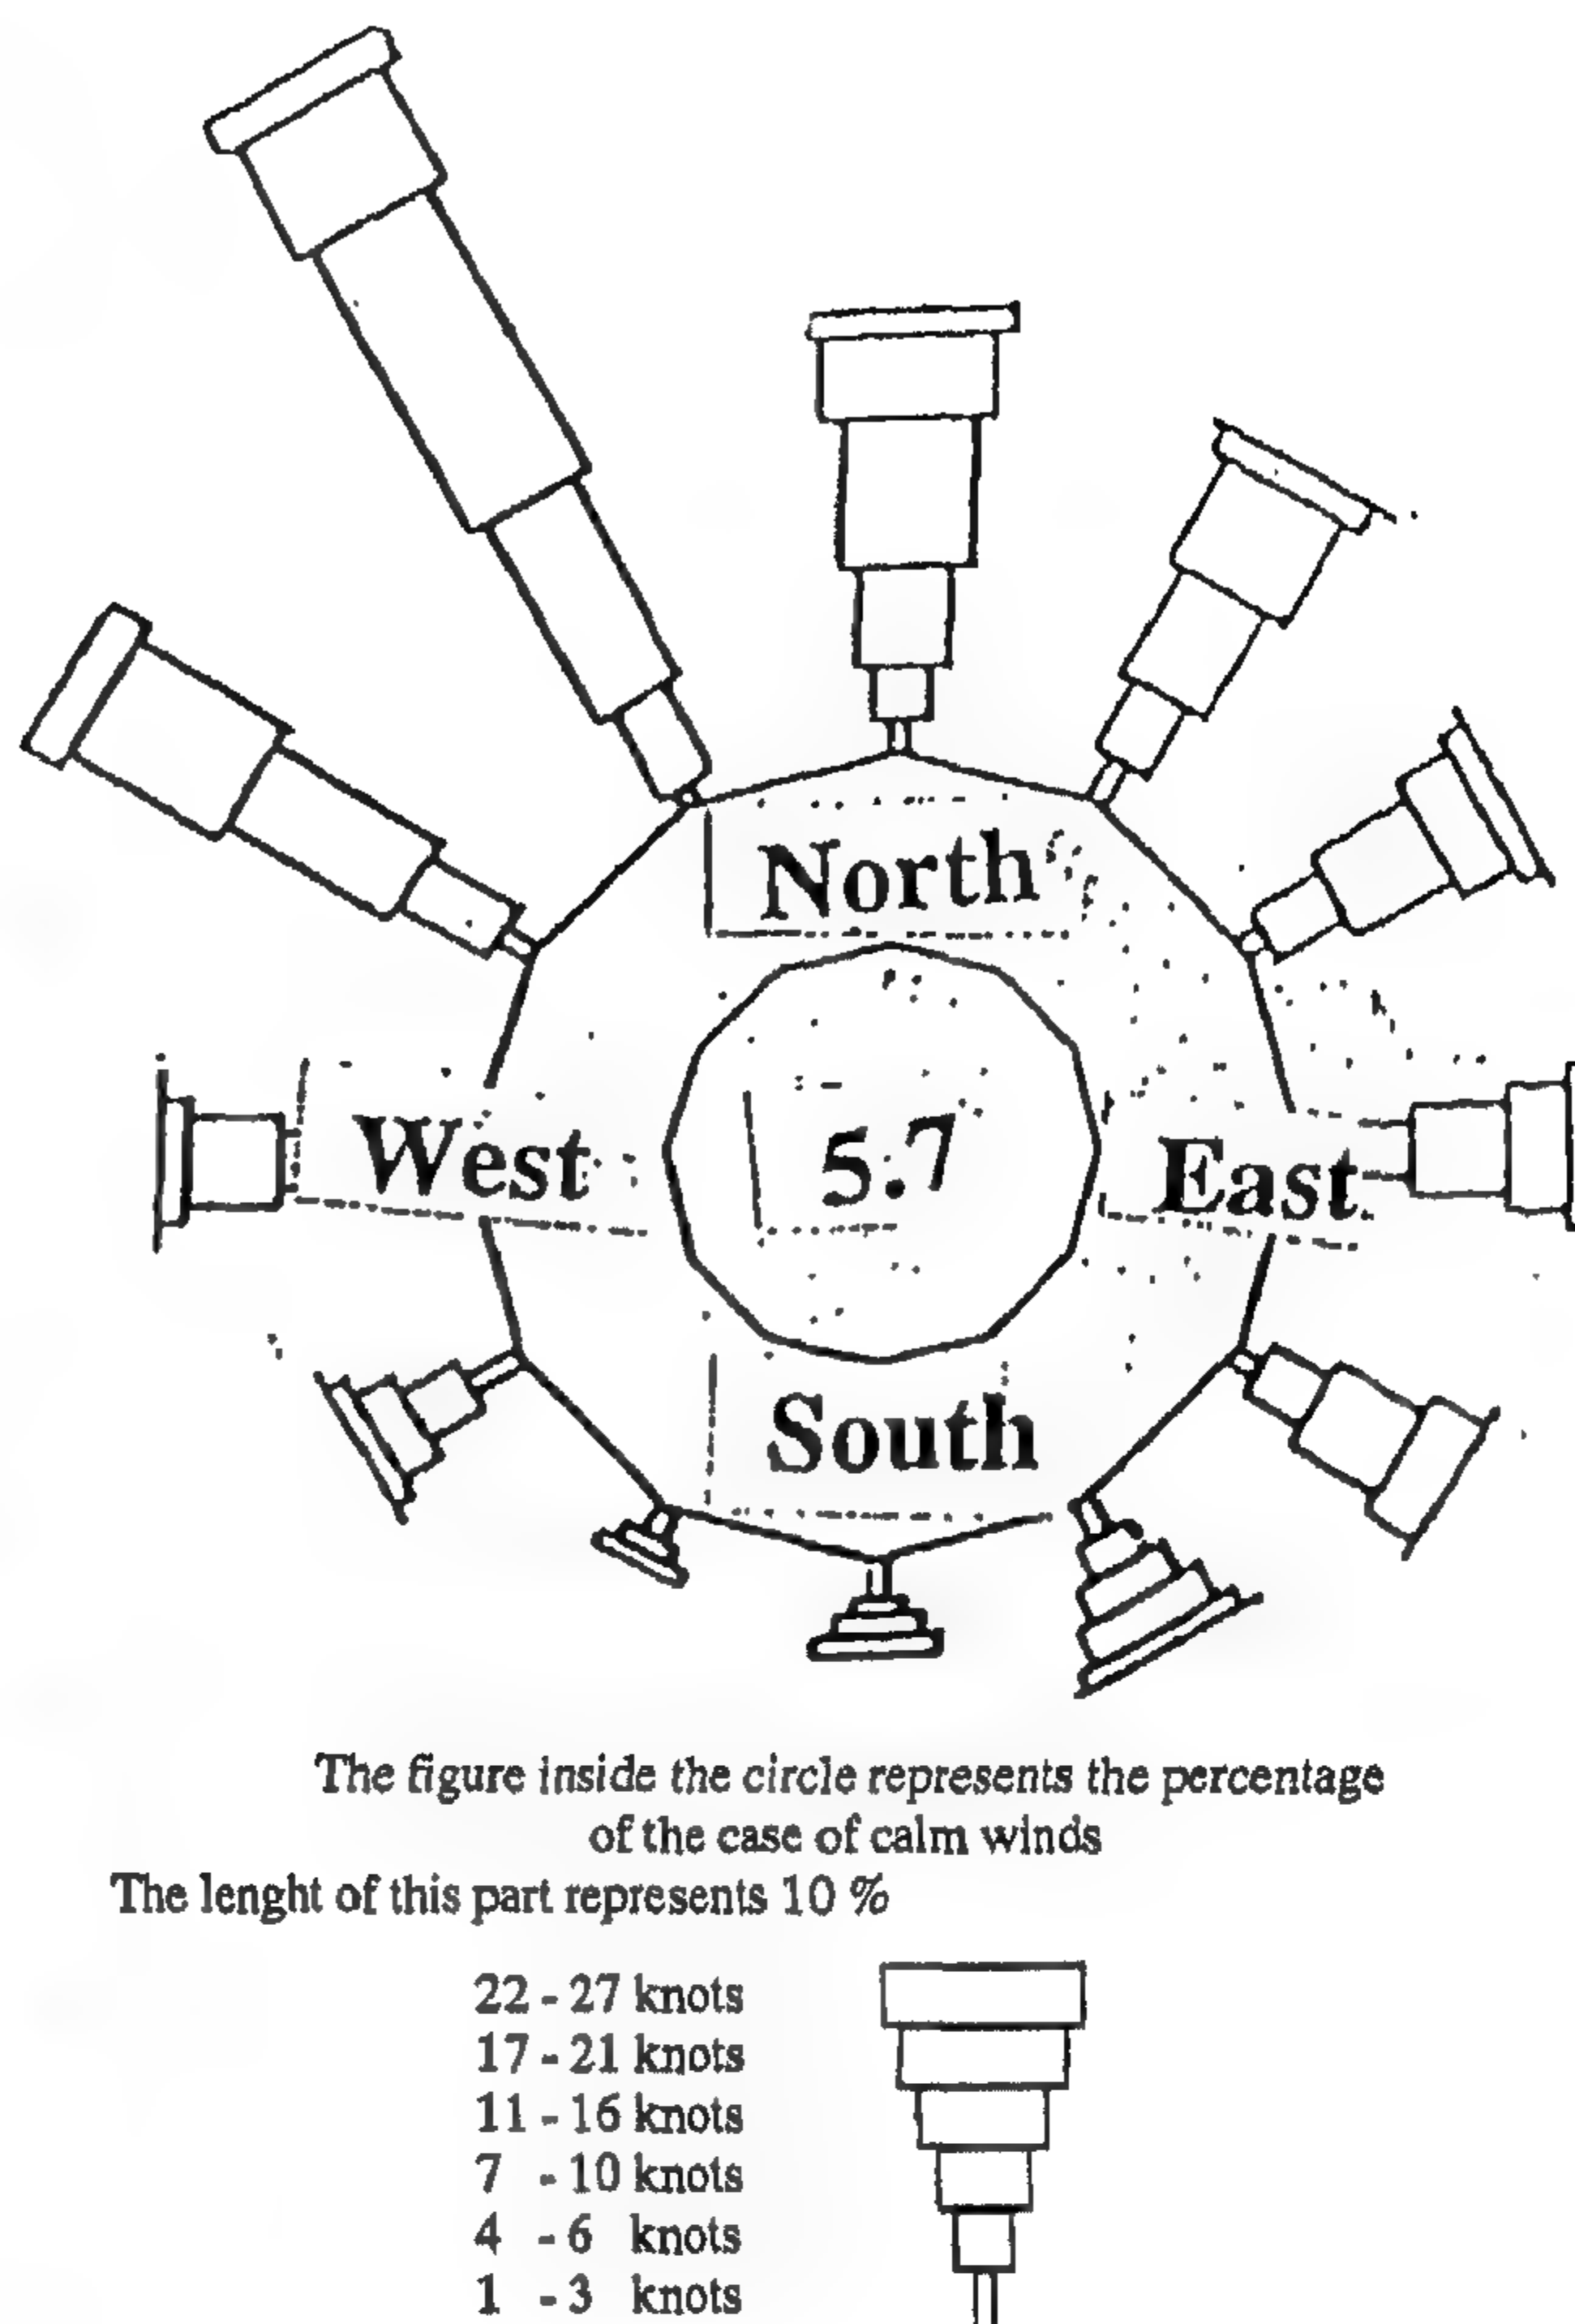 North
West
5.7
East
South
The figure inside the circle represents the percentage
of the case of calm winds
The lenght of this part represents 10 %
22 - 27 knots
17 - 21 knots
11 - 16 knots
7 - 10 knots
4 - 6 knots
1 - 3 knots